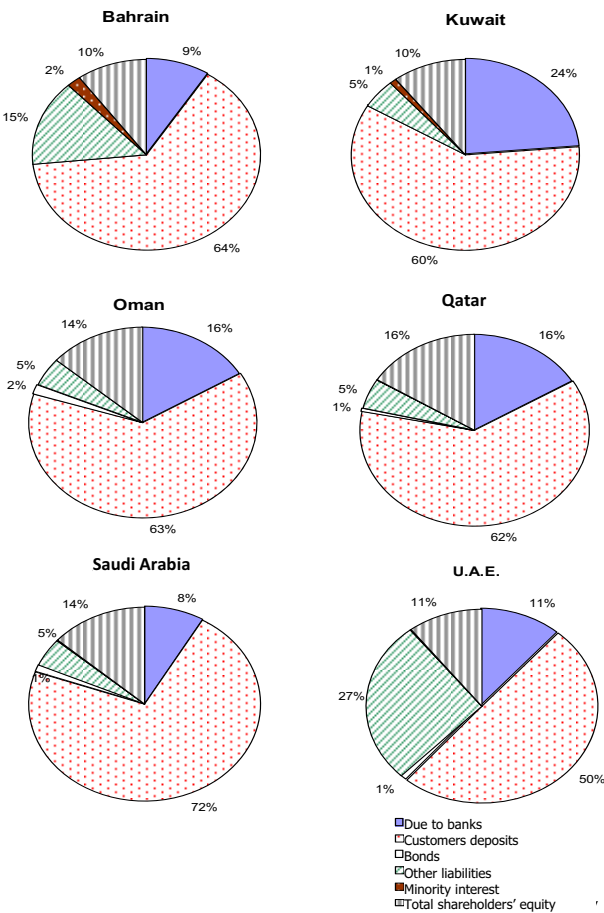 Bahrain
10%
9%
2%
15%
64%
Kuwait
10%
1%
24%
5%
60%
Oman
14%
16%
5%
2%
63%
Qatar
16%
16%
5%
1%
62%
Saudi Arabia
14%
8%
5%
1%
72%
U.A.E.
11%
11%
27%
1%
50%
Due to banks
Customers deposits
Bonds
Other liabilities
Minority interest
Total shareholders' equity